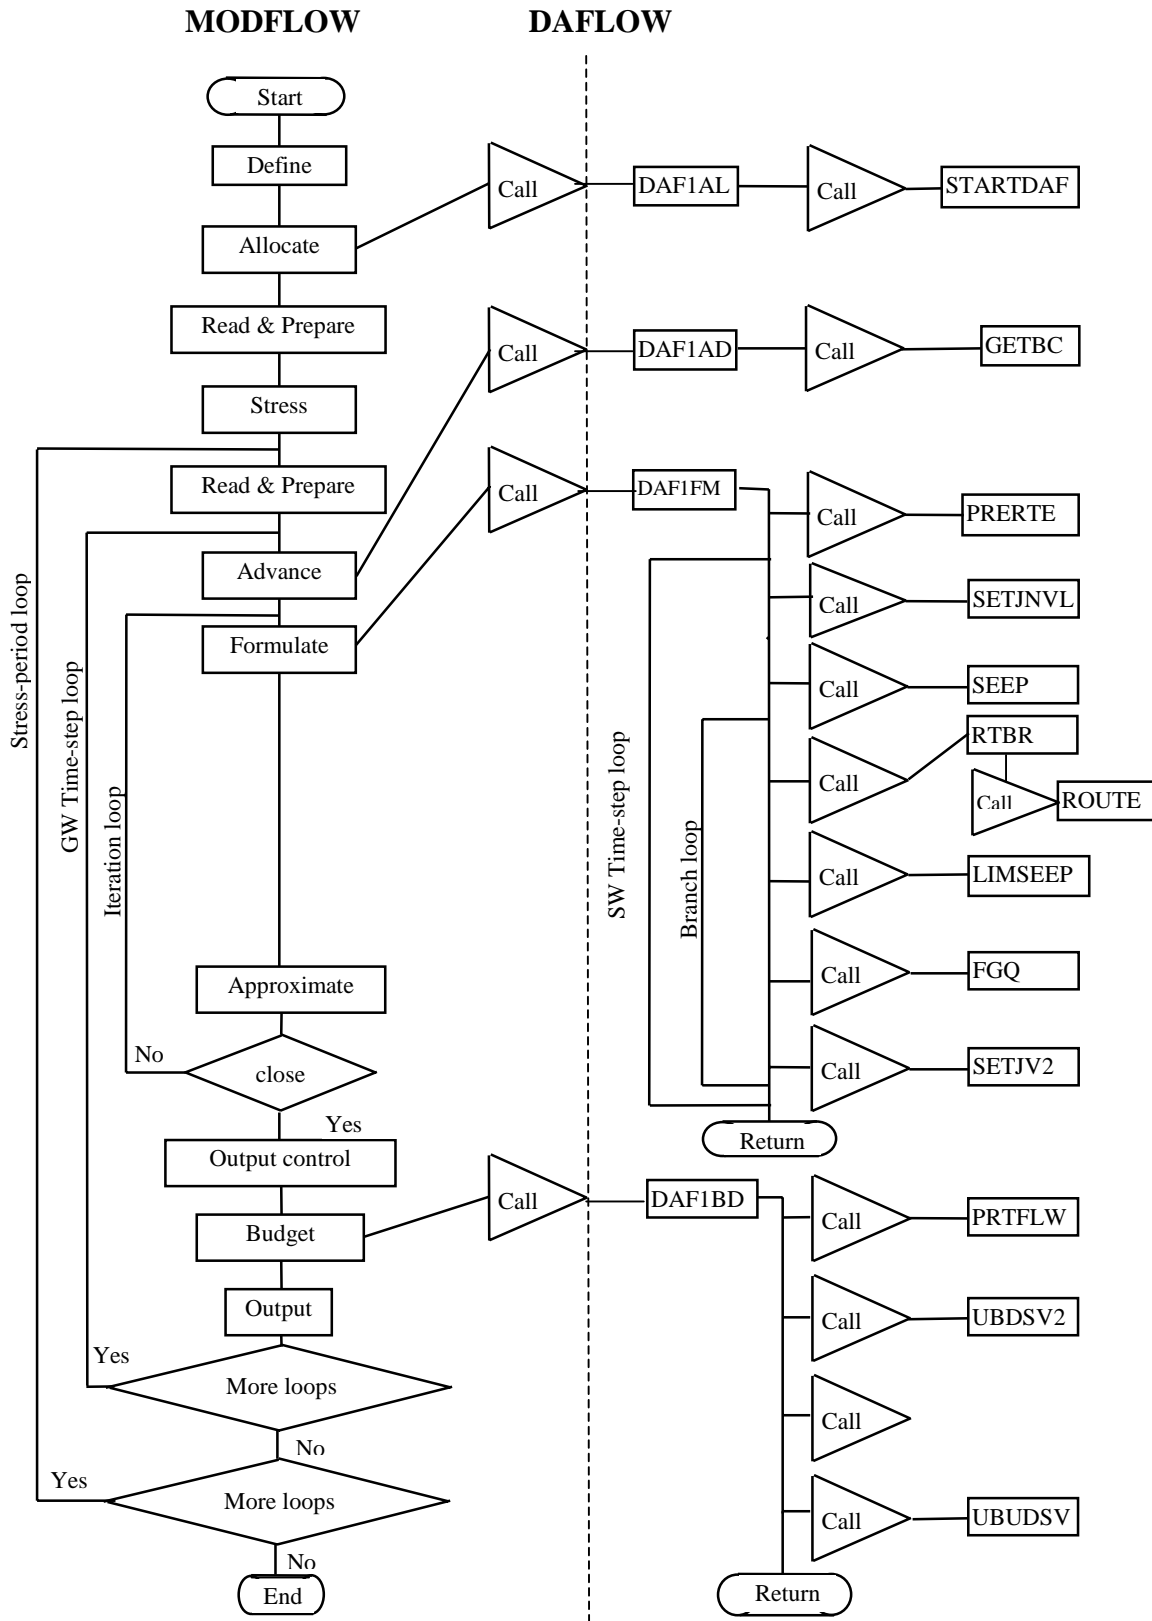 MODFLOW
DAFLOW
Start
Define
Call
DAF1AL
Call
STARTDAF
Allocate
Read & Prepare
Call
DAF1AD
Call
GETBC
Stress
Read & Prepare
Call
DAF1FM
Call
PRERTE
Advance
Call
SETJNVL
Formulate
Call
SEEP
RTBR
Call
Call
ROUTE
Call
LIMSEEP
Stress-period loop
GW Time-step loop
Iteration loop
SW Time-step loop
Branch loop
Approximate
Call
FGQ
No
close
Call
SETJV2
Yes
Return
Output control
Call
DAF1BD
Call
PRTFLW
Budget
Output
Call
UBDSV2
Yes
More loops
Call
No
Yes
More loops
Call
UBUDSV
No
End
Return